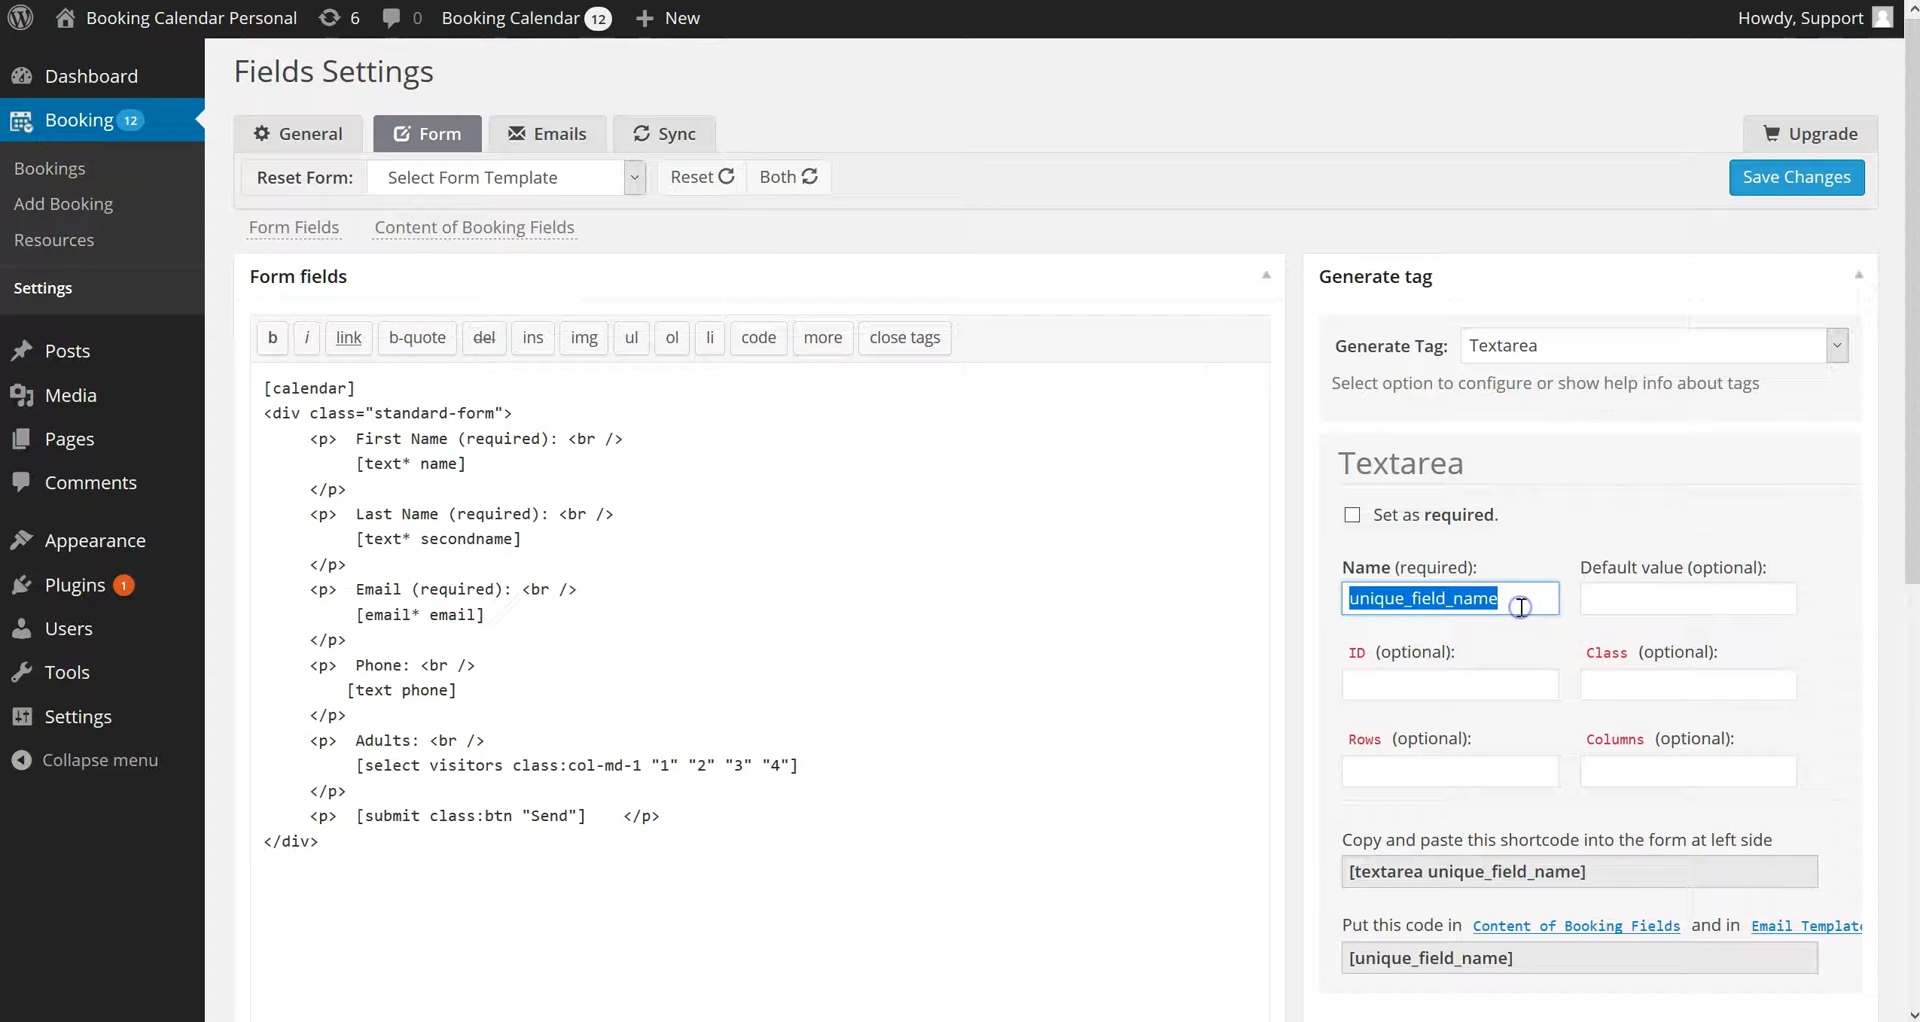 Booking Calendar Personal 6 0 Booking Calendar 12 New Howdy, Support
Dashboard
Booking 12
Bookings
Add Booking
Resources
Settings
Posts
Media
Pages
Comments
Appearance
Plugins 1
Users
Tools
Settings
Collapse menu
Fields Settings
General Form Emails Sync Upgrade
Reset Form: Select Form Template Reset Both Save Changes
Form Fields Content of Booking Fields
Form fields
b i link b-quote del ins img ul ol li code more close tags
[calendar]
<div class="standard-form">
<p> First Name (required): <br />
[text* name]
</p>
<p> Last Name (required): <br />
[text* secondname]
</p>
<p> Email (required): <br />
[email* email]
</p>
<p> Phone: <br />
[text phone]
</p>
<p> Adults: <br />
[select visitors class:col-md-1 "1" "2" "3" "4"]
</p>
<p> [submit class:btn "Send"] </p>
</div>
Generate tag
Generate Tag: Textarea
Select option to configure or show help info about tags
Textarea
Set as required.
Name (required): Default value (optional):
unique_field_name
ID (optional): Class (optional):
Rows (optional): Columns (optional):
Copy and paste this shortcode into the form at left side
[textarea unique_field_name]
Put this code in Content of Booking Fields and in Email Template
[unique_field_name]